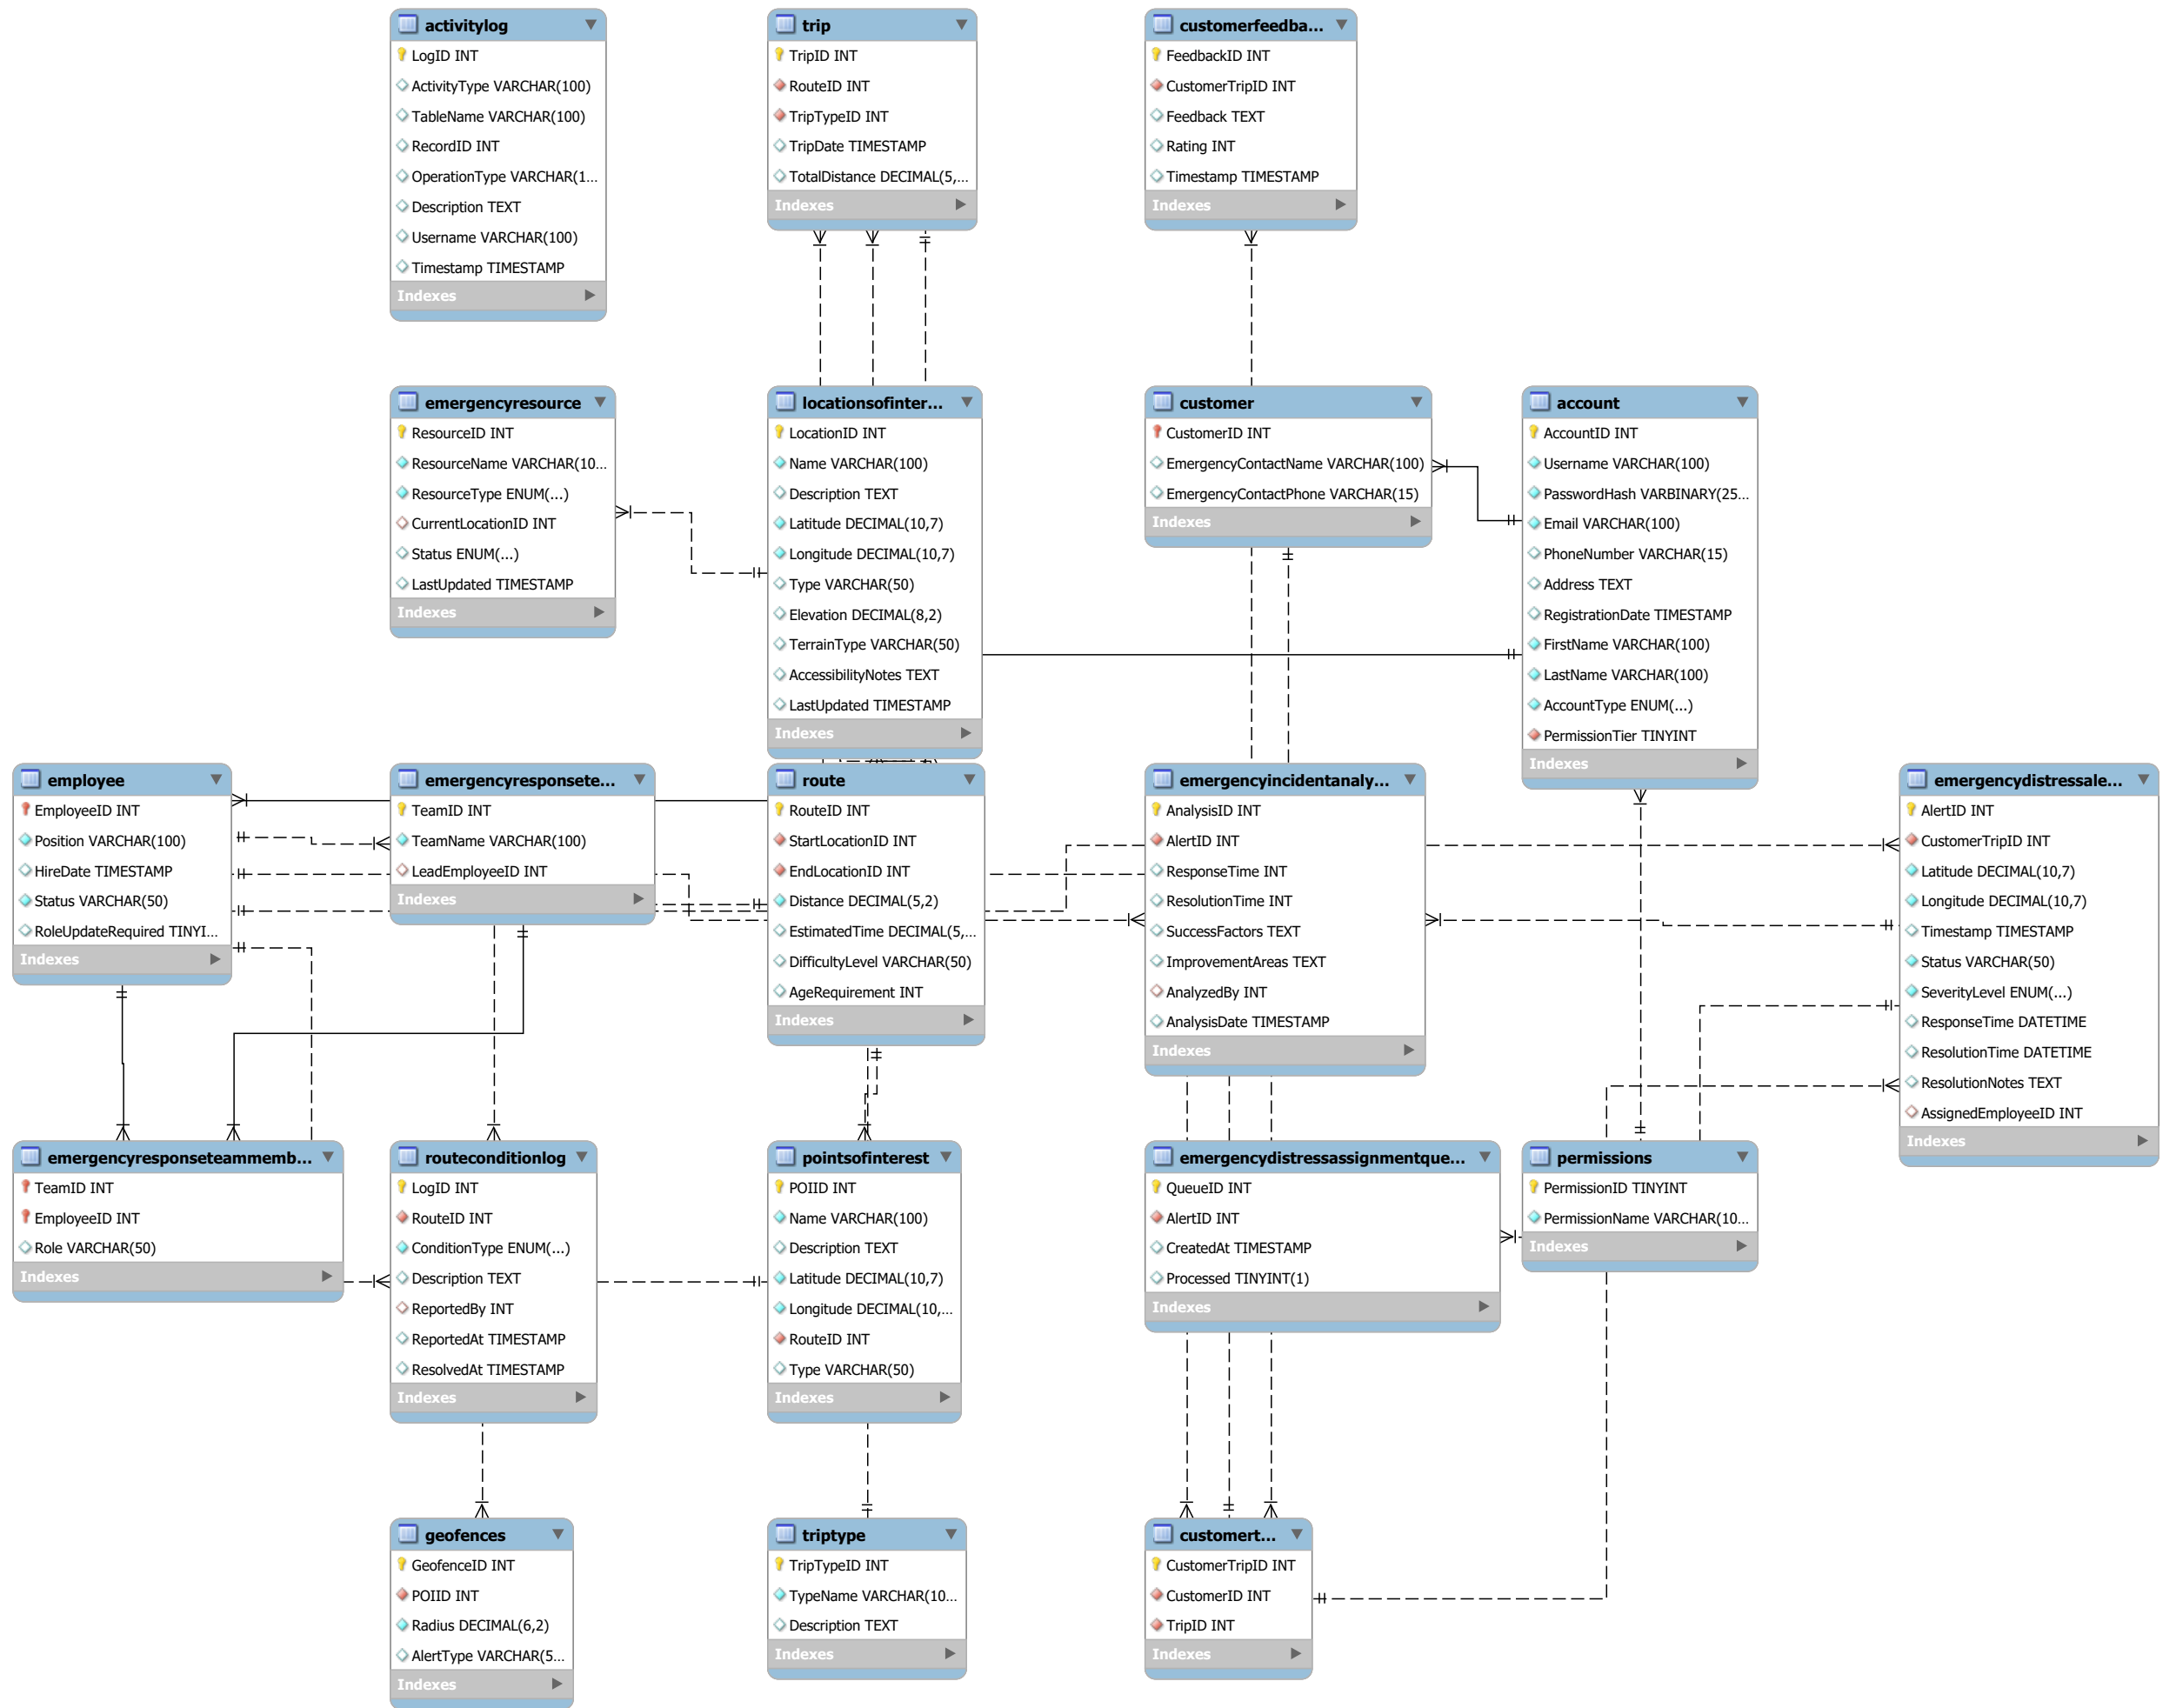 activitylog
LogID INT
ActivityType VARCHAR(100)
TableName VARCHAR(100)
RecordID INT
OperationType VARCHAR(1...
Description TEXT
Username VARCHAR(100)
Timestamp TIMESTAMP
Indexes
trip
TripID INT
RouteID INT
TripTypeID INT
TripDate TIMESTAMP
TotalDistance DECIMAL(5,...
Indexes
customerfeedba...
FeedbackID INT
CustomerTripID INT
Feedback TEXT
Rating INT
Timestamp TIMESTAMP
Indexes
emergencyresource
ResourceID INT
ResourceName VARCHAR(10...
ResourceType ENUM(...)
CurrentLocationID INT
Status ENUM(...)
LastUpdated TIMESTAMP
Indexes
locationsofinter...
LocationID INT
Name VARCHAR(100)
Description TEXT
Latitude DECIMAL(10,7)
Longitude DECIMAL(10,7)
Type VARCHAR(50)
Elevation DECIMAL(8,2)
TerrainType VARCHAR(50)
AccessibilityNotes TEXT
LastUpdated TIMESTAMP
Indexes
customer
CustomerID INT
EmergencyContactName VARCHAR(100)
EmergencyContactPhone VARCHAR(15)
Indexes
account
AccountID INT
Username VARCHAR(100)
PasswordHash VARBINARY(25...
Email VARCHAR(100)
PhoneNumber VARCHAR(15)
Address TEXT
RegistrationDate TIMESTAMP
FirstName VARCHAR(100)
LastName VARCHAR(100)
AccountType ENUM(...)
PermissionTier TINYINT
Indexes
employee
EmployeeID INT
Position VARCHAR(100)
HireDate TIMESTAMP
Status VARCHAR(50)
RoleUpdateRequired TINYI...
Indexes
emergencyresponsete...
TeamID INT
TeamName VARCHAR(100)
LeadEmployeeID INT
Indexes
route
RouteID INT
StartLocationID INT
EndLocationID INT
Distance DECIMAL(5,2)
EstimatedTime DECIMAL(5,...
DifficultyLevel VARCHAR(50)
AgeRequirement INT
Indexes
emergencyincidentanaly...
AnalysisID INT
AlertID INT
ResponseTime INT
ResolutionTime INT
SuccessFactors TEXT
ImprovementAreas TEXT
AnalyzedBy INT
AnalysisDate TIMESTAMP
Indexes
emergencydistressale...
AlertID INT
CustomerTripID INT
Latitude DECIMAL(10,7)
Longitude DECIMAL(10,7)
Timestamp TIMESTAMP
Status VARCHAR(50)
SeverityLevel ENUM(...)
ResponseTime DATETIME
ResolutionTime DATETIME
ResolutionNotes TEXT
AssignedEmployeeID INT
Indexes
emergencyresponseteammemb...
TeamID INT
EmployeeID INT
Role VARCHAR(50)
Indexes
routeconditionlog
LogID INT
RouteID INT
ConditionType ENUM(...)
Description TEXT
ReportedBy INT
ReportedAt TIMESTAMP
ResolvedAt TIMESTAMP
Indexes
pointsofinterest
POIID INT
Name VARCHAR(100)
Description TEXT
Latitude DECIMAL(10,7)
Longitude DECIMAL(10,...
RouteID INT
Type VARCHAR(50)
Indexes
emergencydistressassignmentque...
QueueID INT
AlertID INT
CreatedAt TIMESTAMP
Processed TINYINT(1)
Indexes
permissions
PermissionID TINYINT
PermissionName VARCHAR(10...
Indexes
geofences
GeofenceID INT
POIID INT
Radius DECIMAL(6,2)
AlertType VARCHAR(5...
Indexes
triptype
TripTypeID INT
TypeName VARCHAR(10...
Description TEXT
Indexes
customert...
CustomerTripID INT
CustomerID INT
TripID INT
Indexes